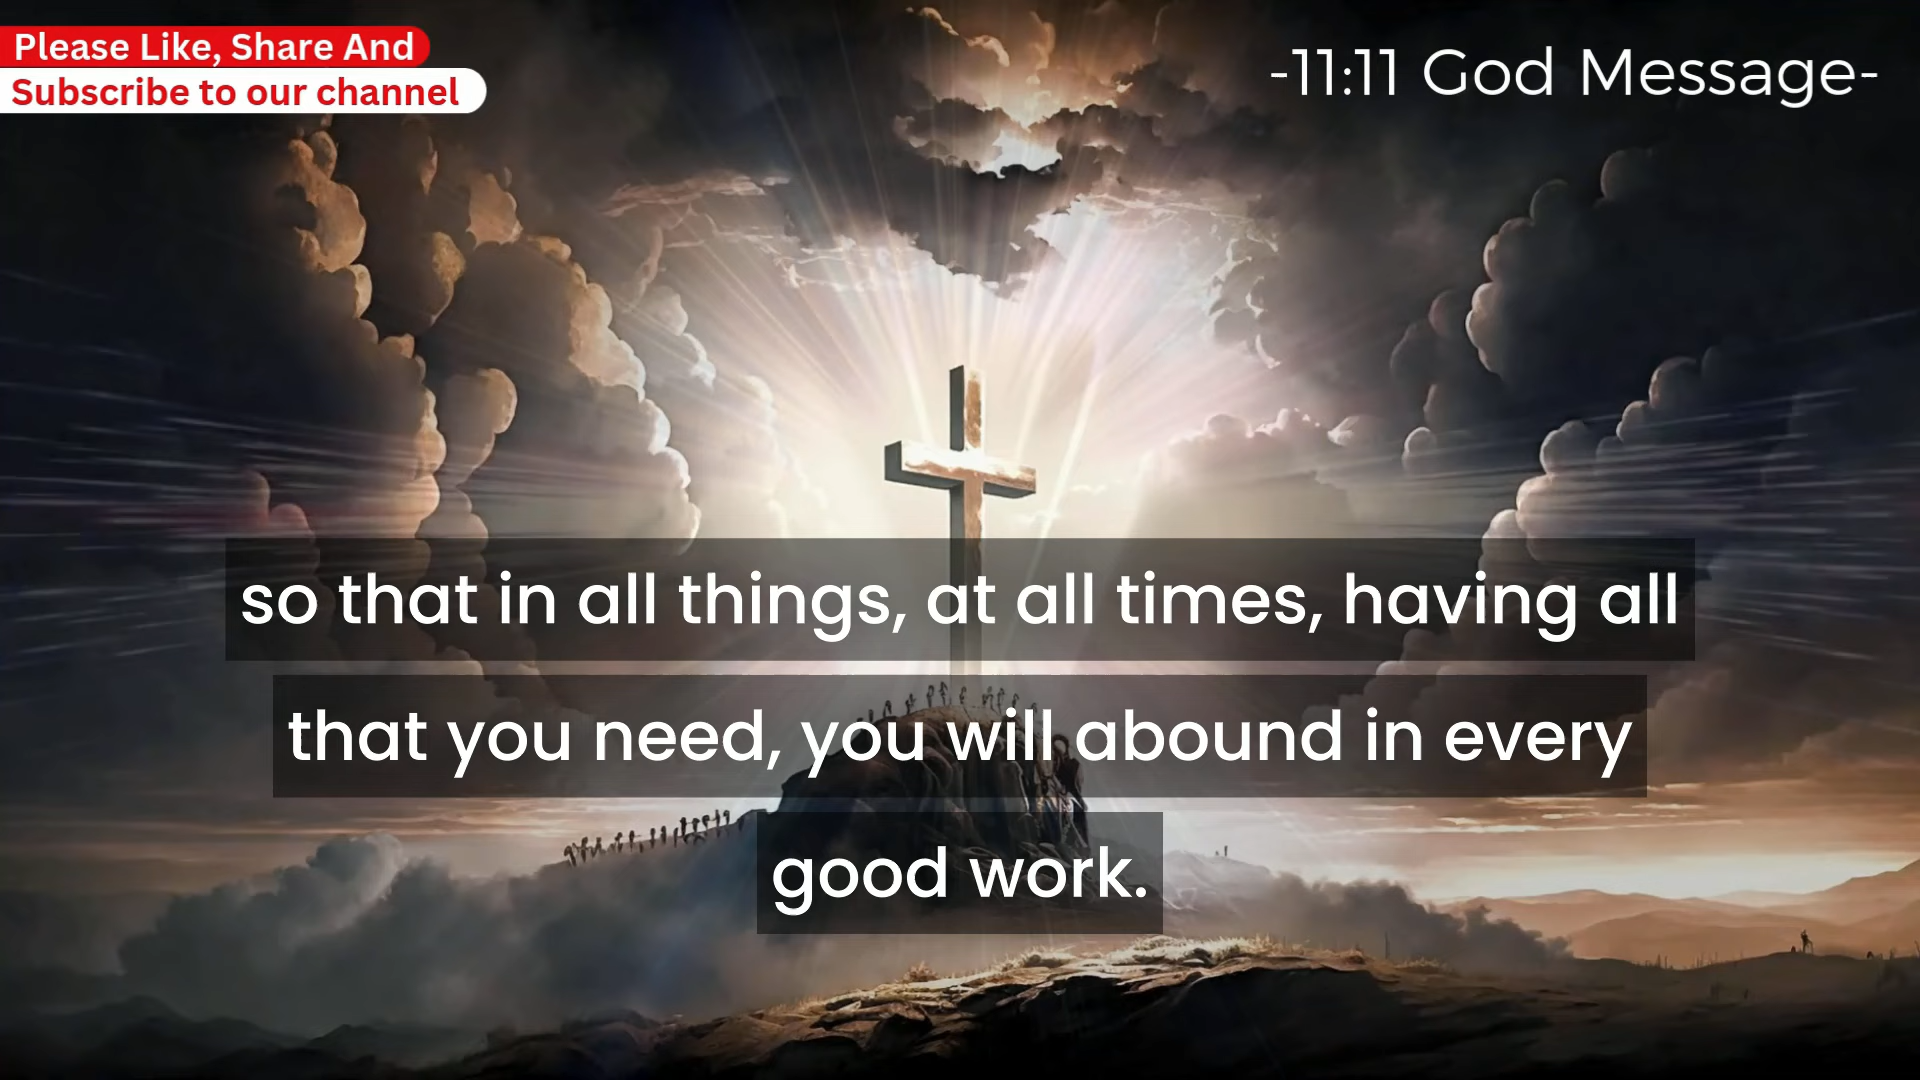 Please Like, Share And
Subscribe to our channel
-11:11 God Message-
so that in all things, at all times, having all
that you need, you will abound in every
good work.